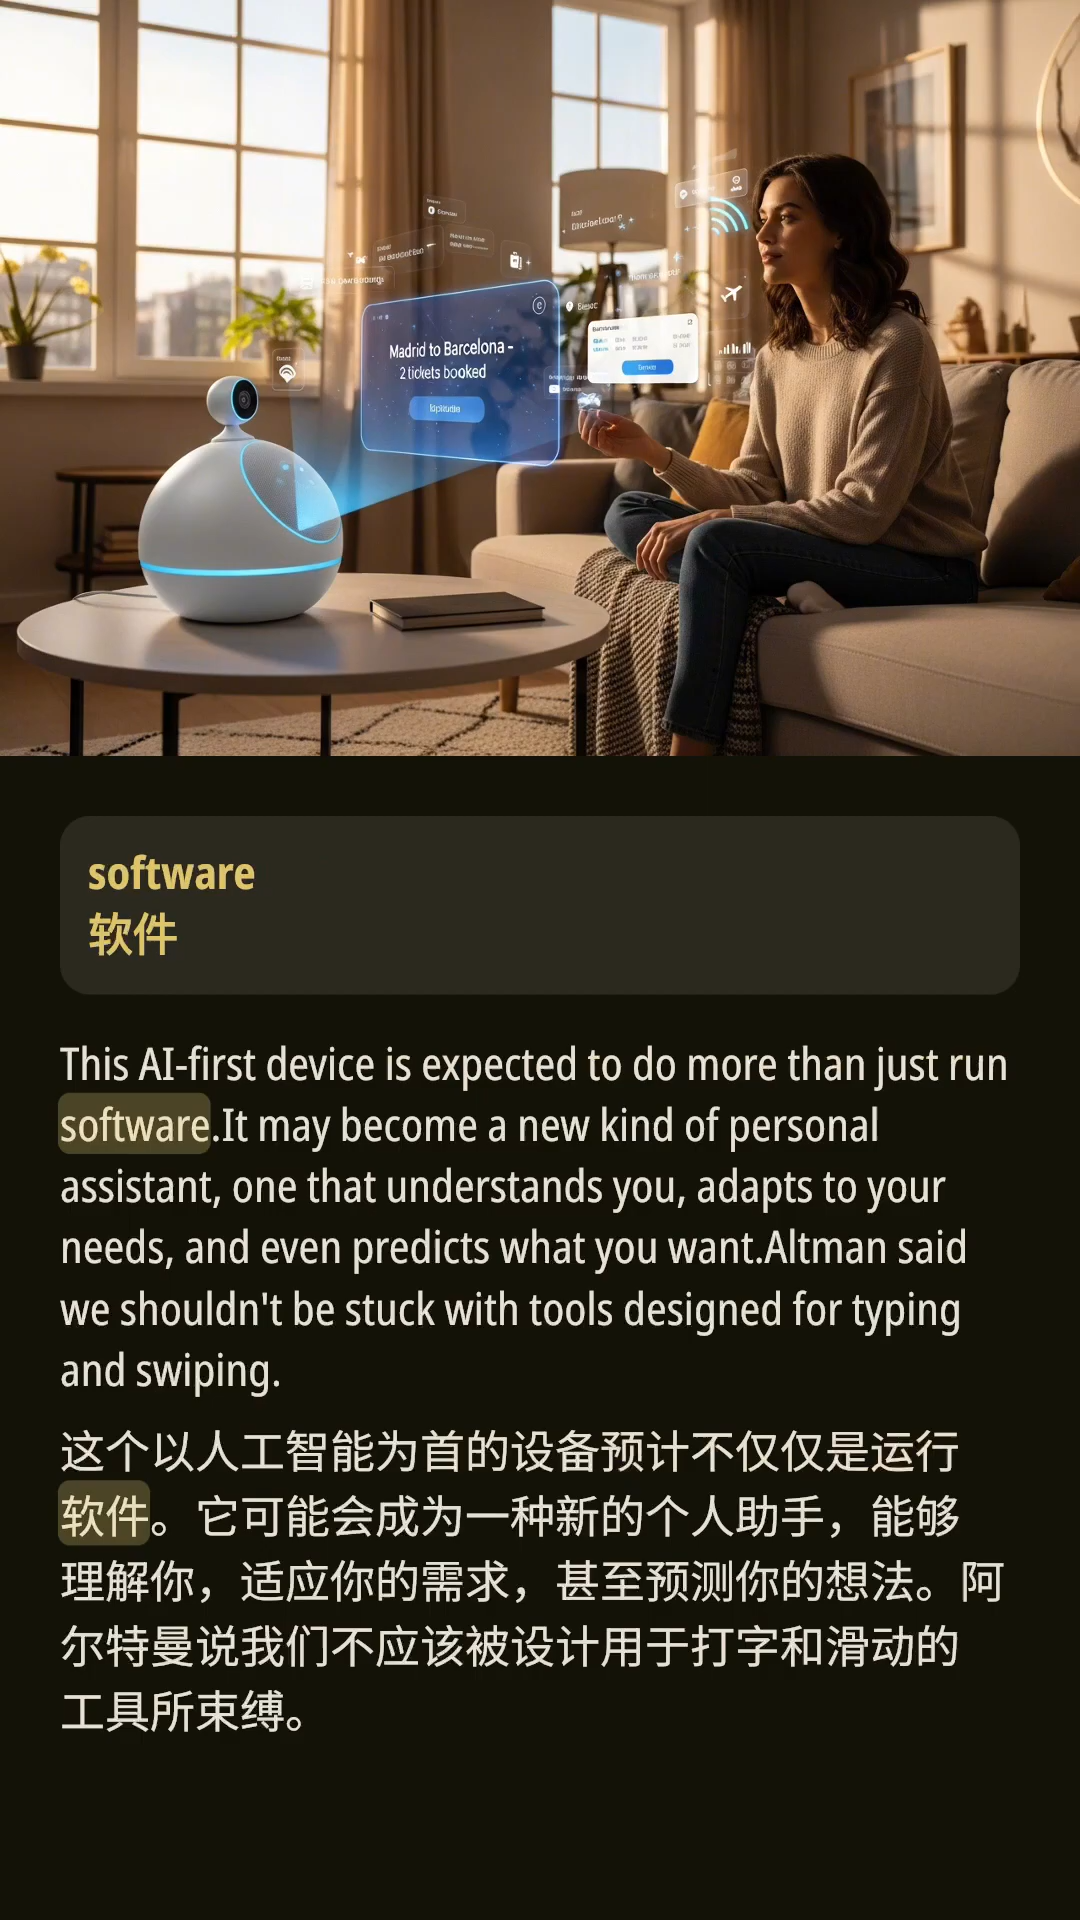 Madrid to Barcelona -
2 tickets booked
software
软件
This AI-first device is expected to do more than just run
software.It may become a new kind of personal
assistant, one that understands you, adapts to your
needs, and even predicts what you want.Altman said
we shouldn't be stuck with tools designed for typing
and swiping.
这个以人工智能为首的设备预计不仅仅是运行
软件。它可能会成为一种新的个人助手，能够
理解你，适应你的需求，甚至预测你的想法。阿
尔特曼说我们不应该被设计用于打字和滑动的
工具所束缚。